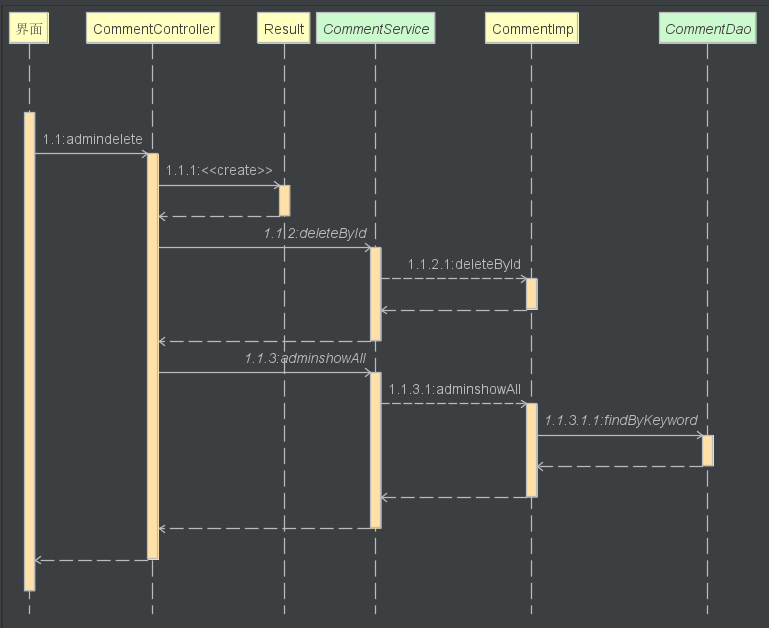 界面
CommentController
Result
CommentService
CommentImp
CommentDao
1.1:admindelete
1.1.1:<<create>>
1.1.2:deleteById
1.1.2.1:deleteById
1.1.3:adminshowAll
1.1.3.1:adminshowAll
1.1.3.1.1:findByKeyword